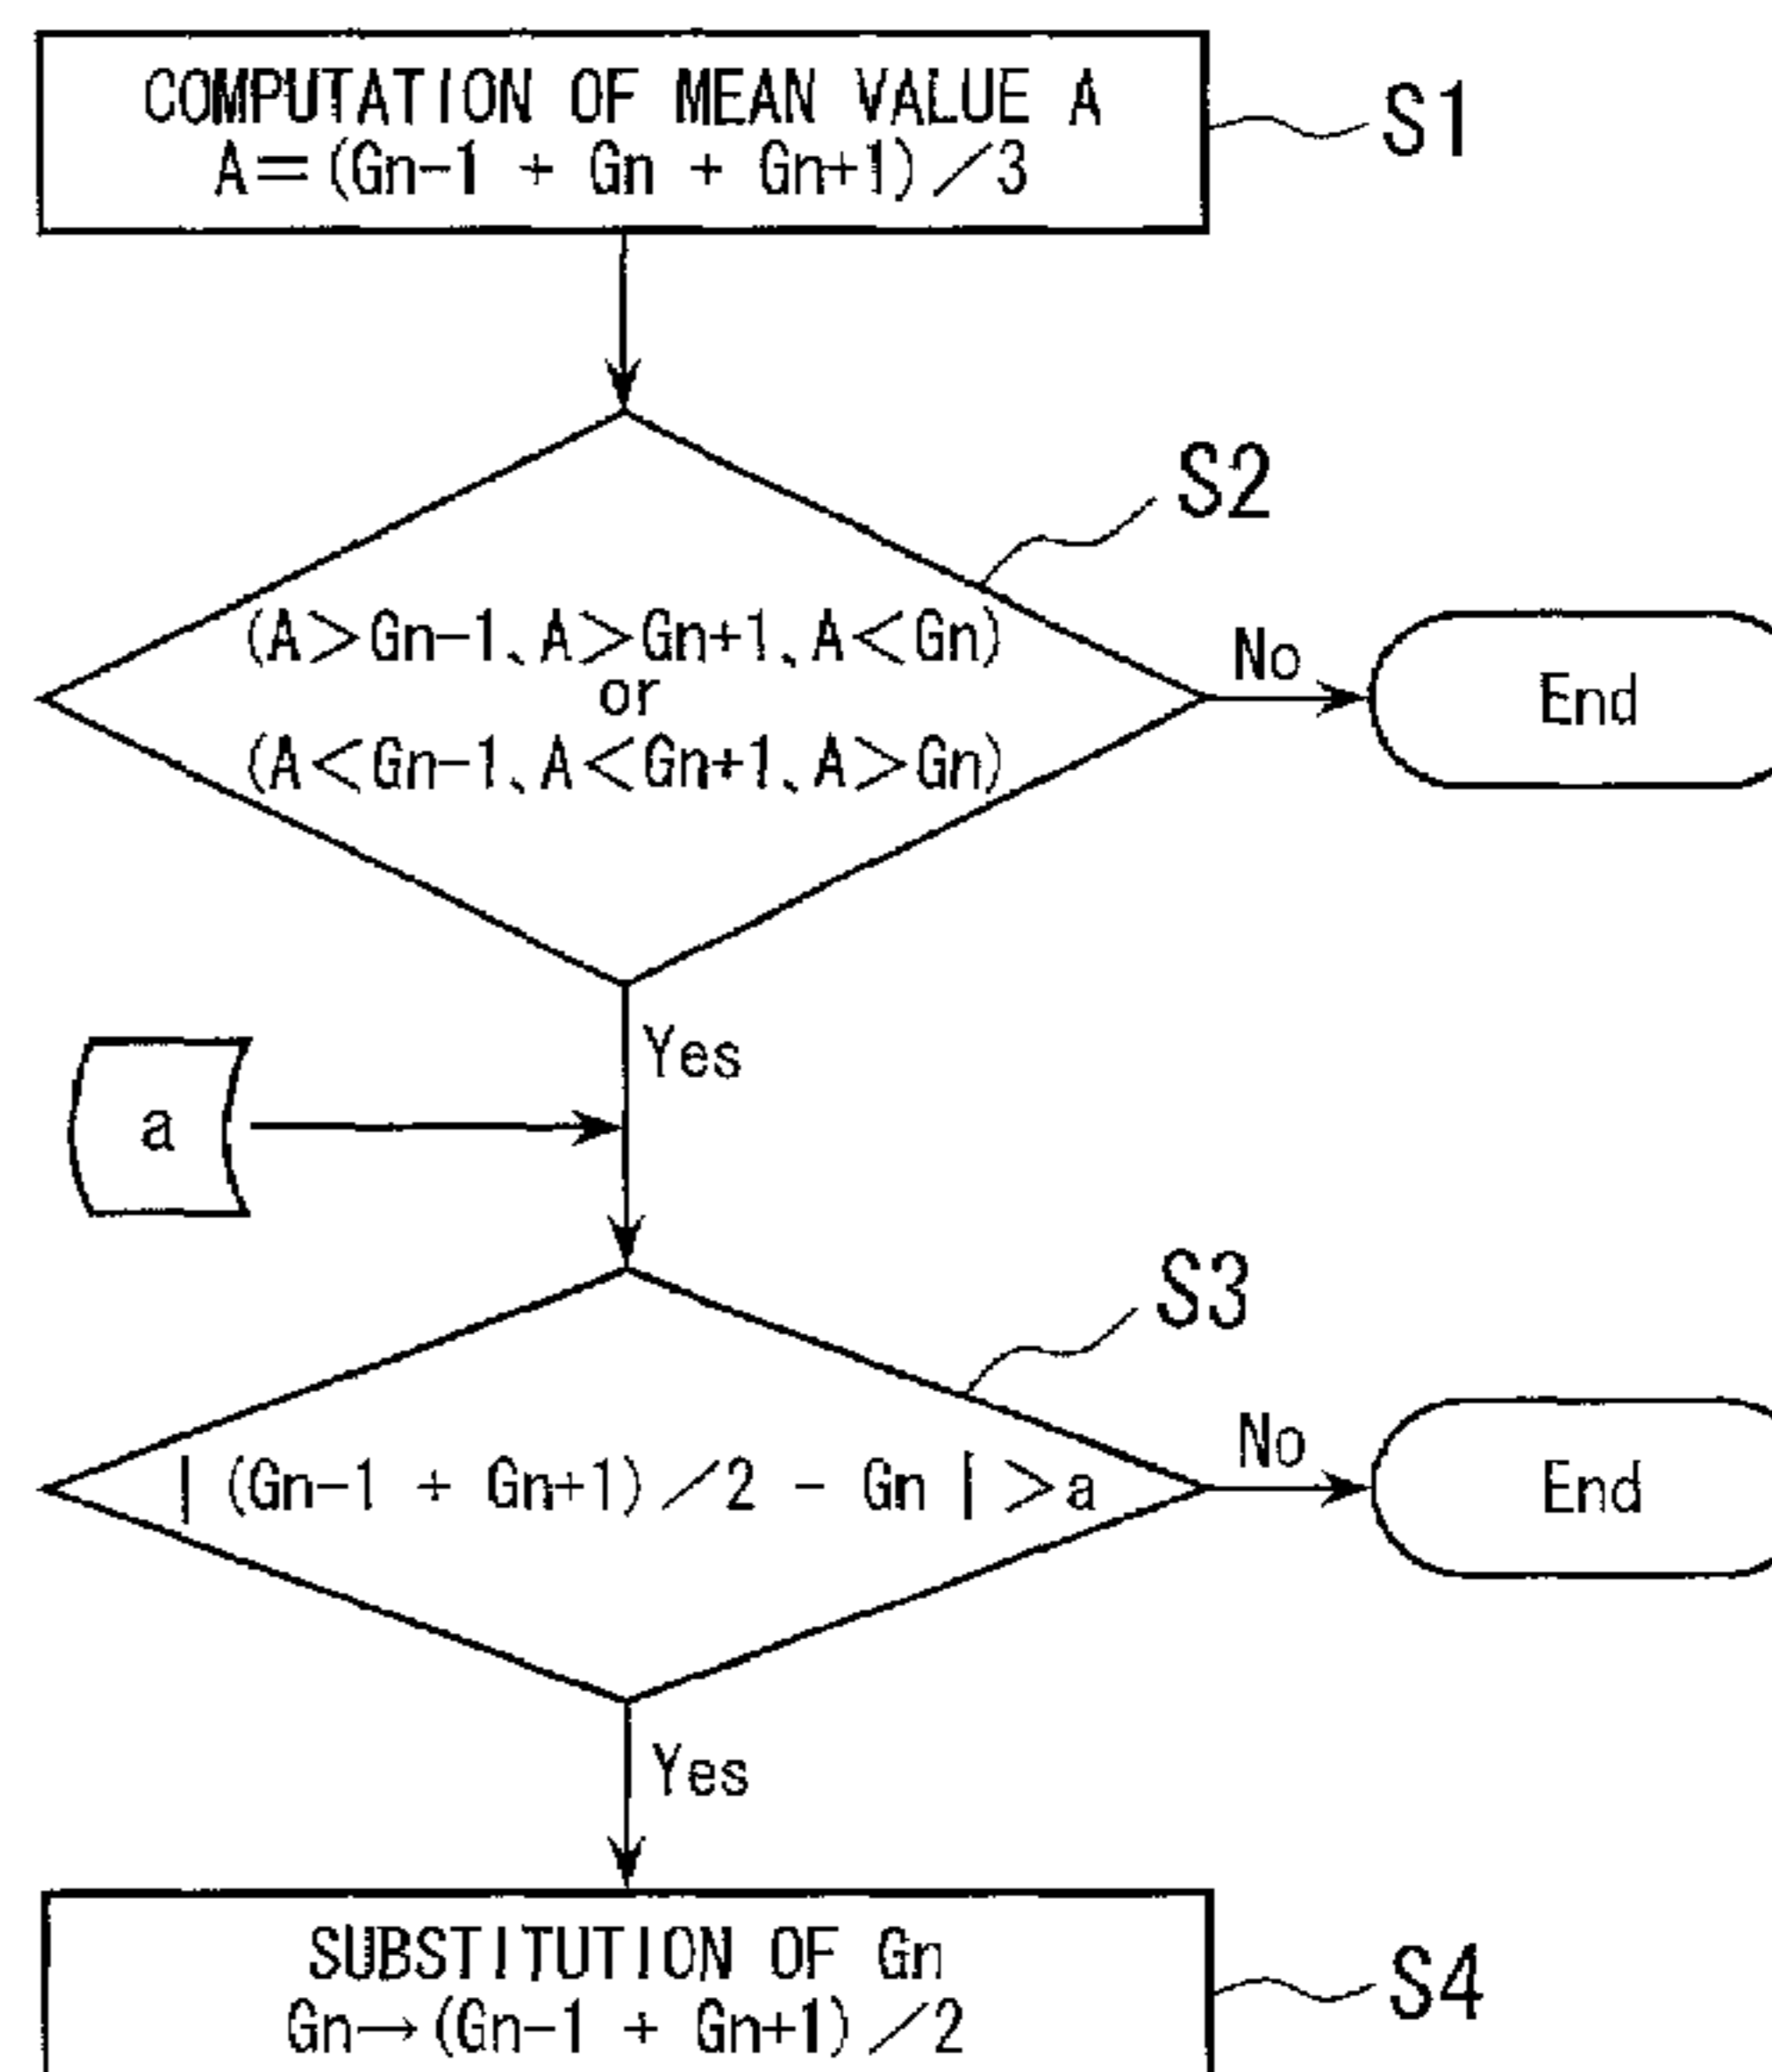 COMPUTATION OF MEAN VALUE A
A=(Gn-1 + Gn + Gn+1)/3
S1
S2
(A>Gn-1、A>Gn+1、A<Gn)
or
(A<Gn-1、A<Gn+1、A>Gn)
No
End
Yes
a
S3
| (Gn-1 + Gn+1)/2 - Gn |>a
No
End
Yes
SUBSTITUTION OF Gn
Gn→(Gn-1 + Gn+1)/2
S4